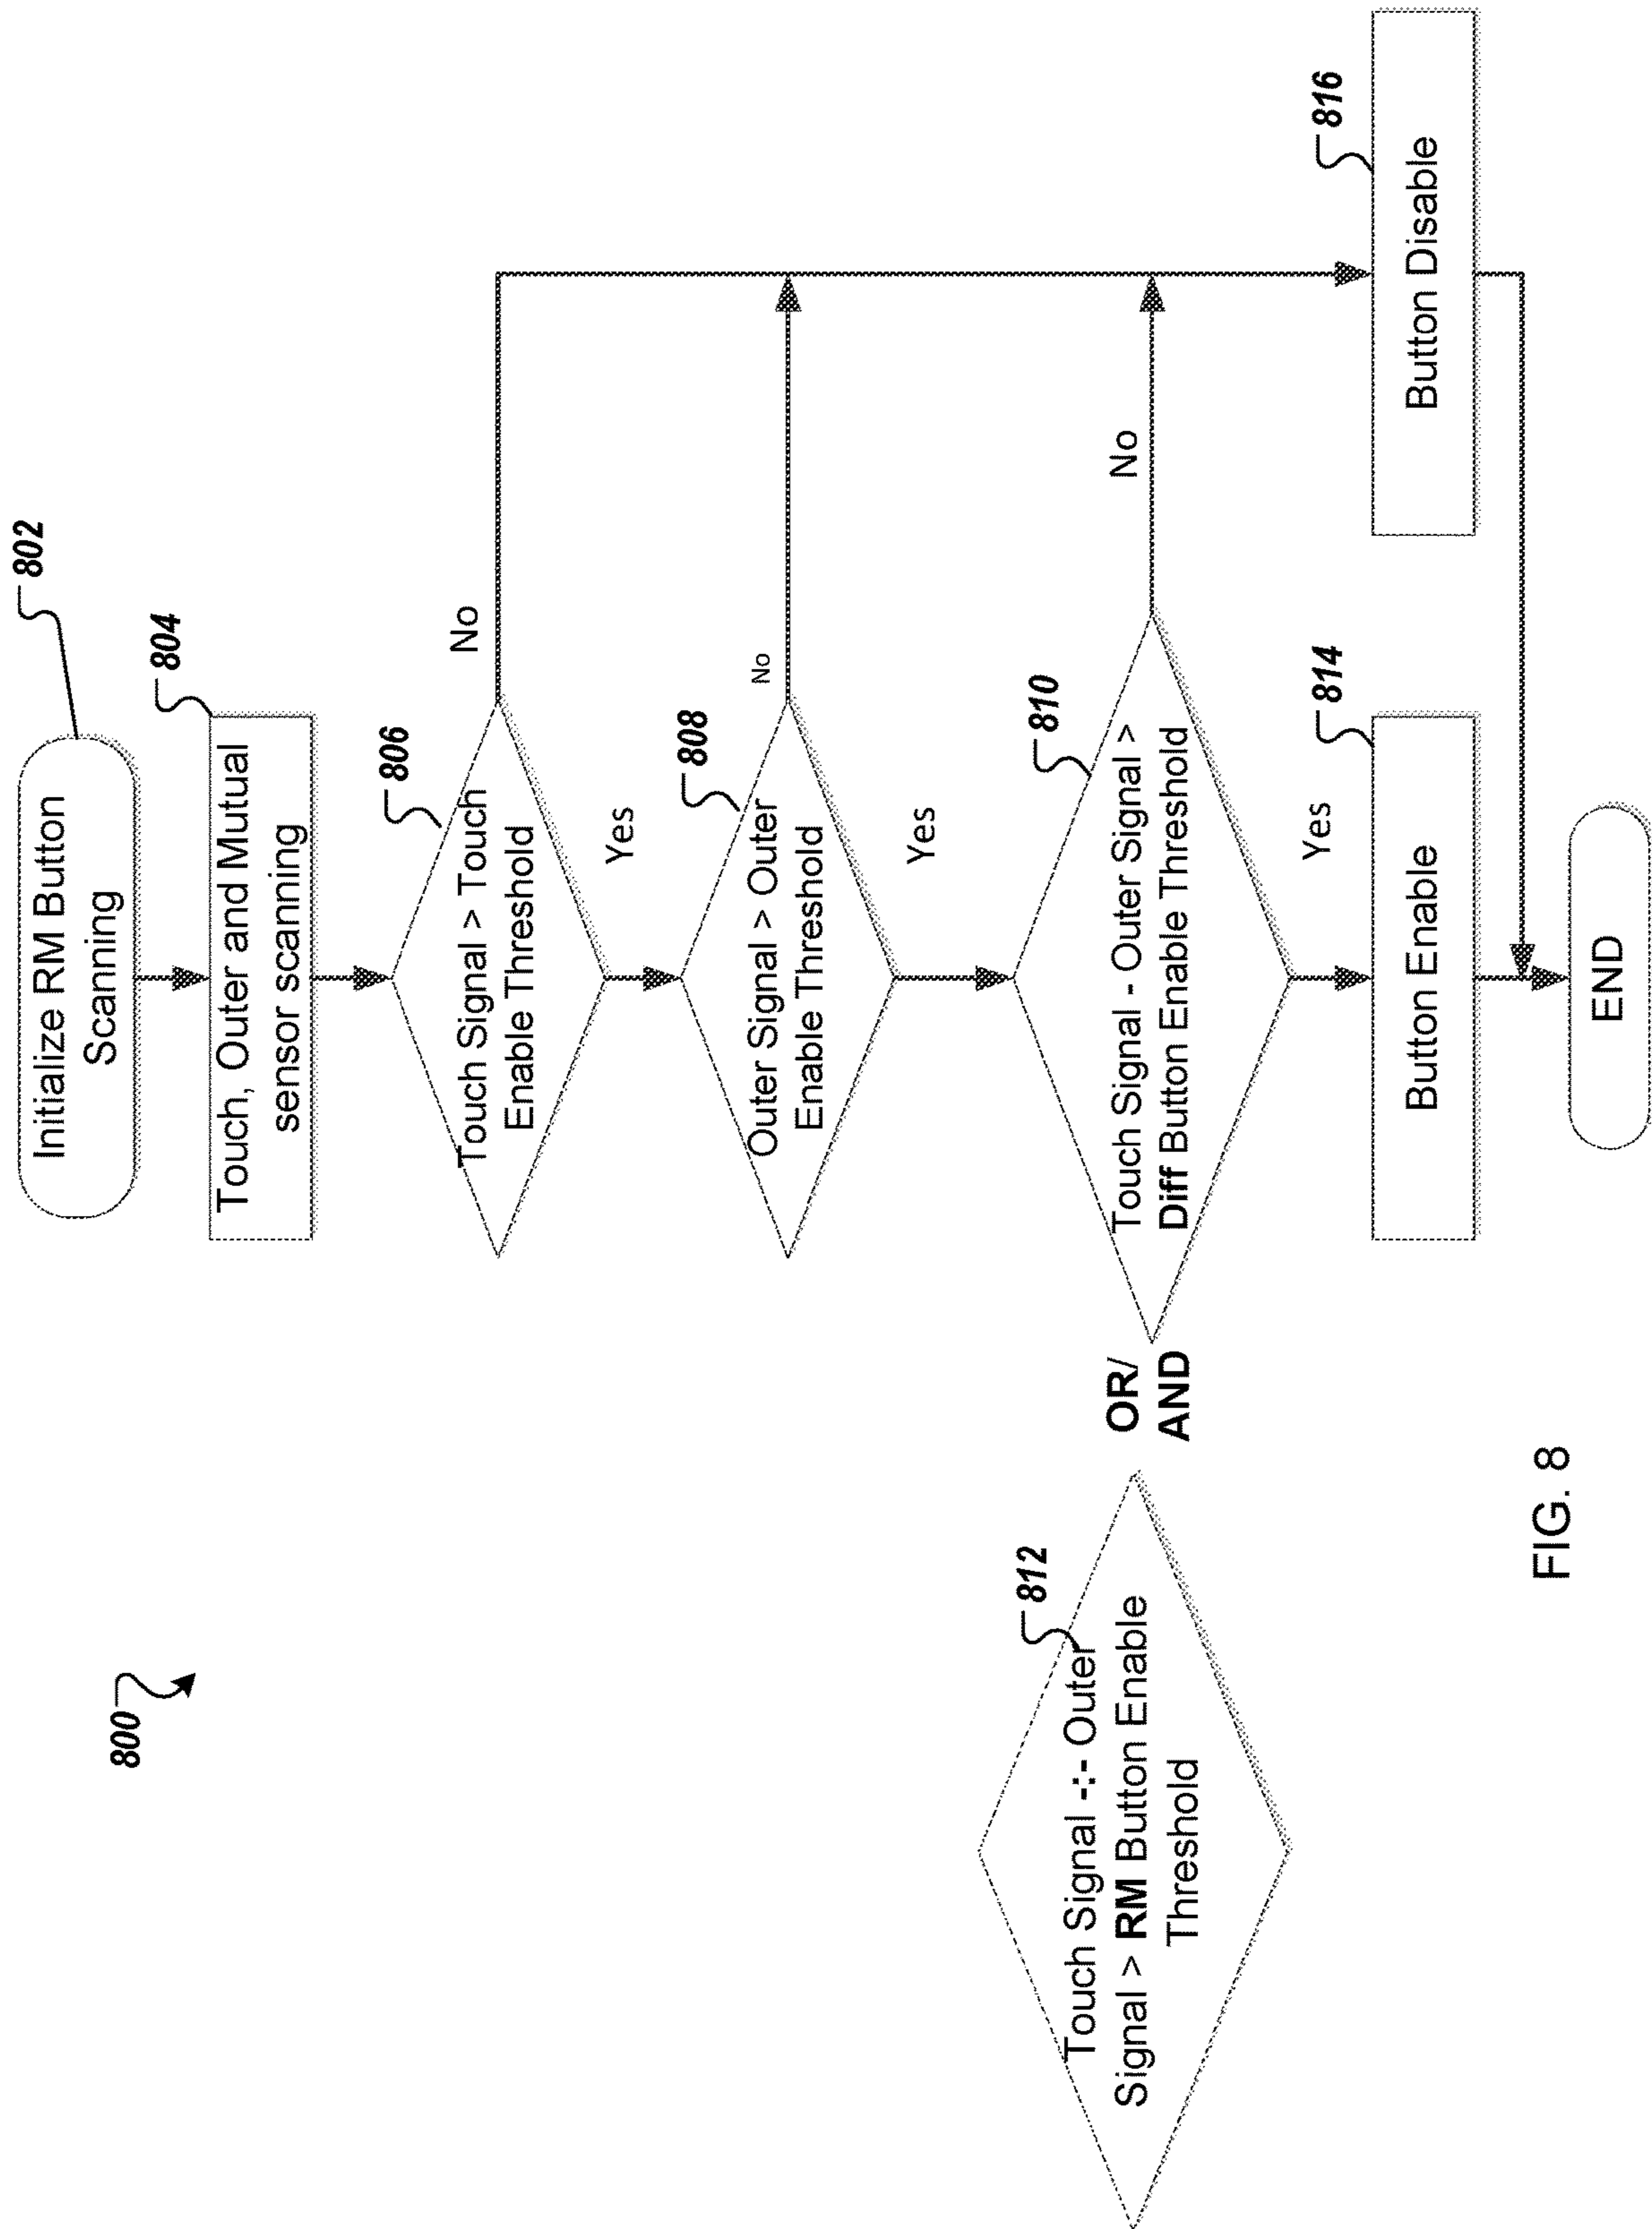 800
Initialize RM Button
Scanning
802
Touch, Outer and Mutual
sensor scanning
804
Touch Signal > Touch
Enable Threshold
806
No
Yes
Outer Signal > Outer
Enable Threshold
808
No
Yes
Touch Signal ÷ Outer
Signal > RM Button Enable
Threshold
812
OR/
AND
Touch Signal - Outer Signal >
Diff Button Enable Threshold
810
No
Yes
Button Enable
814
Button Disable
816
END
FIG. 8